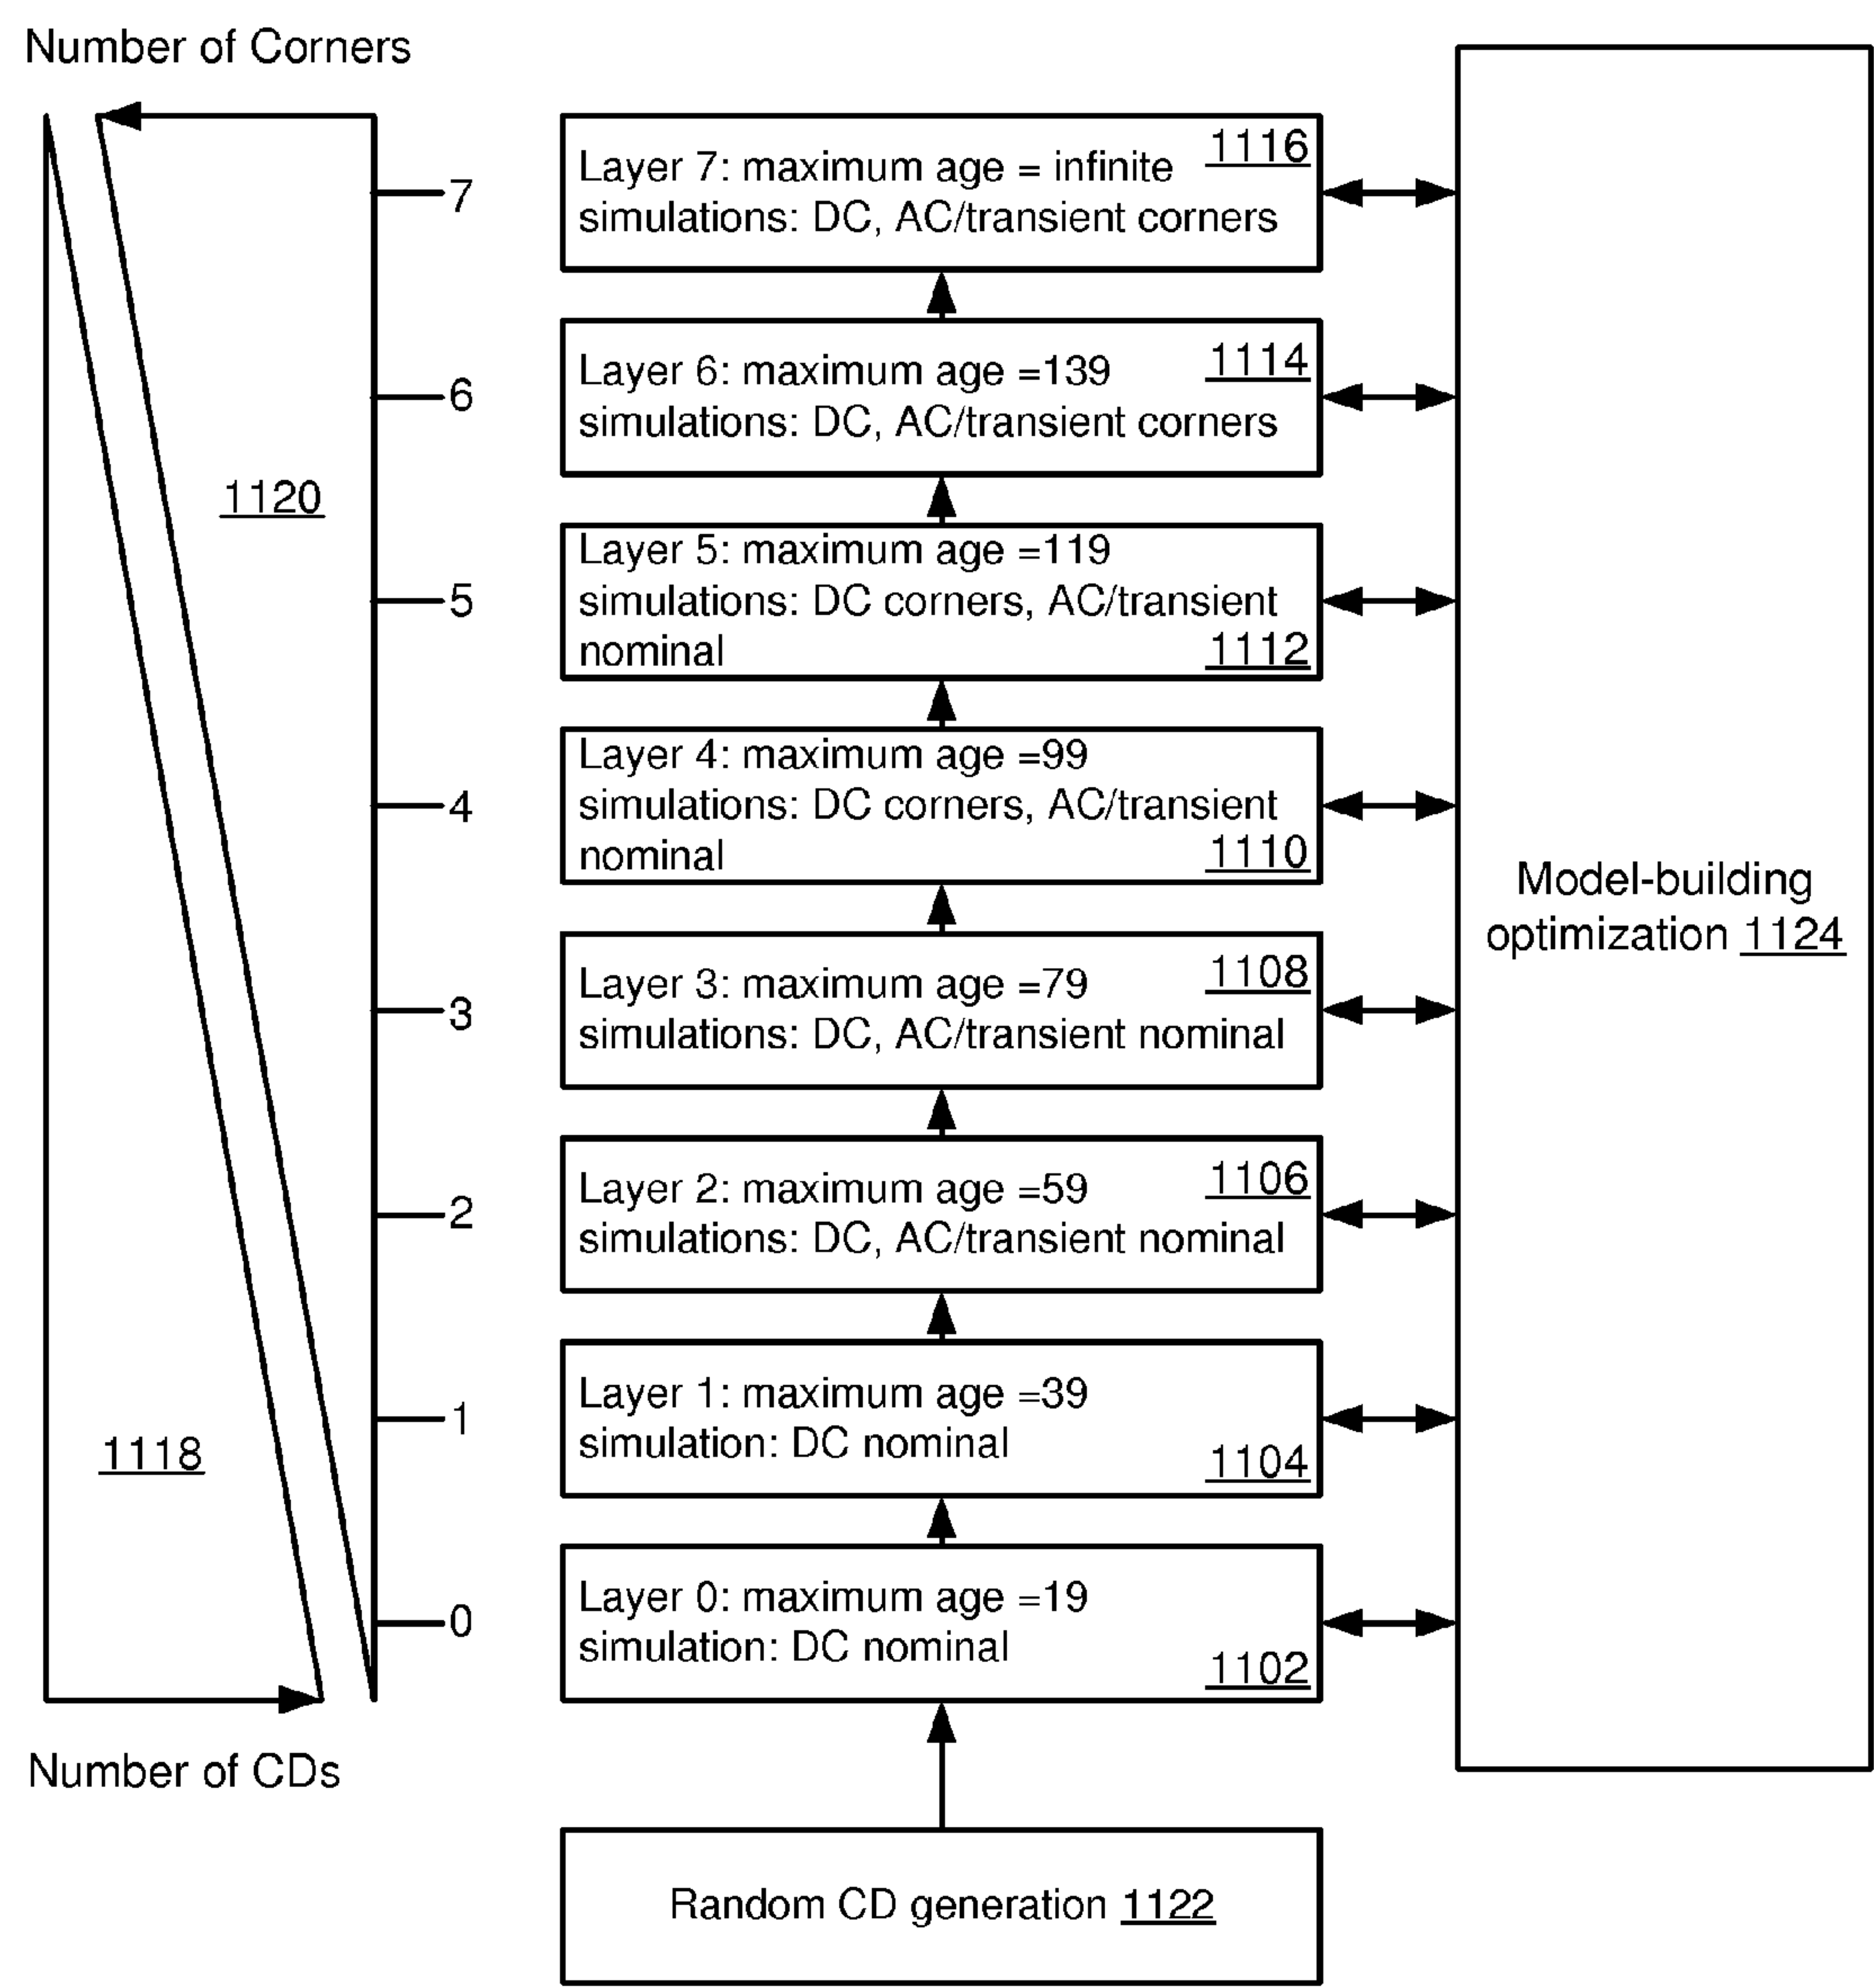 Number of Corners
7
6
1120
5
4
3
2
1
1118
0
Number of CDs
Layer 7: maximum age = infinite 1116
simulations: DC, AC/transient corners
Layer 6: maximum age =139 1114
simulations: DC, AC/transient corners
Layer 5: maximum age =119
simulations: DC corners, AC/transient
nominal 1112
Layer 4: maximum age =99
simulations: DC corners, AC/transient
nominal 1110
Layer 3: maximum age =79 1108
simulations: DC, AC/transient nominal
Layer 2: maximum age =59 1106
simulations: DC, AC/transient nominal
Layer 1: maximum age =39
simulation: DC nominal
1104
Layer 0: maximum age =19
simulation: DC nominal
1102
Random CD generation 1122
Model-building
optimization 1124